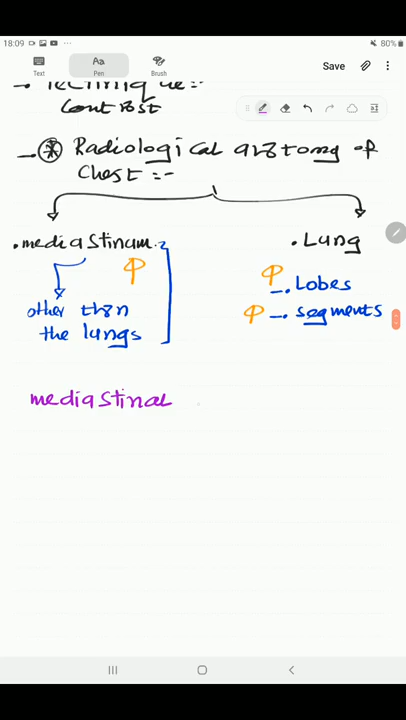 18:09 80%
Text Pen Brush Save
→ Technique :-
Contrast
→ * Radiological anatomy of
Chest :-
.mediastinum. .Lung
φ φ
other than -.Lobes
the lungs φ -.segments
mediastinal